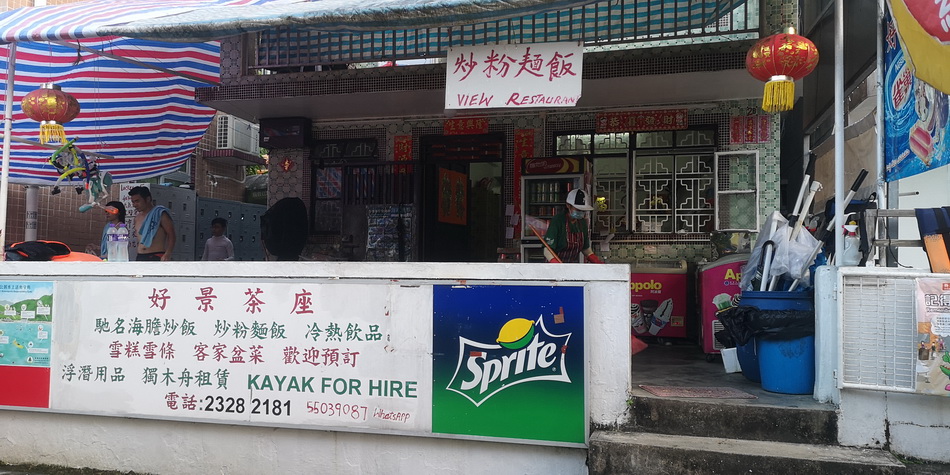 炒粉麵飯
VIEW RESTAURAN
好景茶座
馳名海膽炒飯 炒粉麵飯 冷熱飲品
雪糕雪條 客家盆菜 歡迎預訂
浮潛用品 獨木舟租賃 KAYAK FOR HIRE
電話:2328 2181 55039087 WhatsAPP
Sprite
Appolo